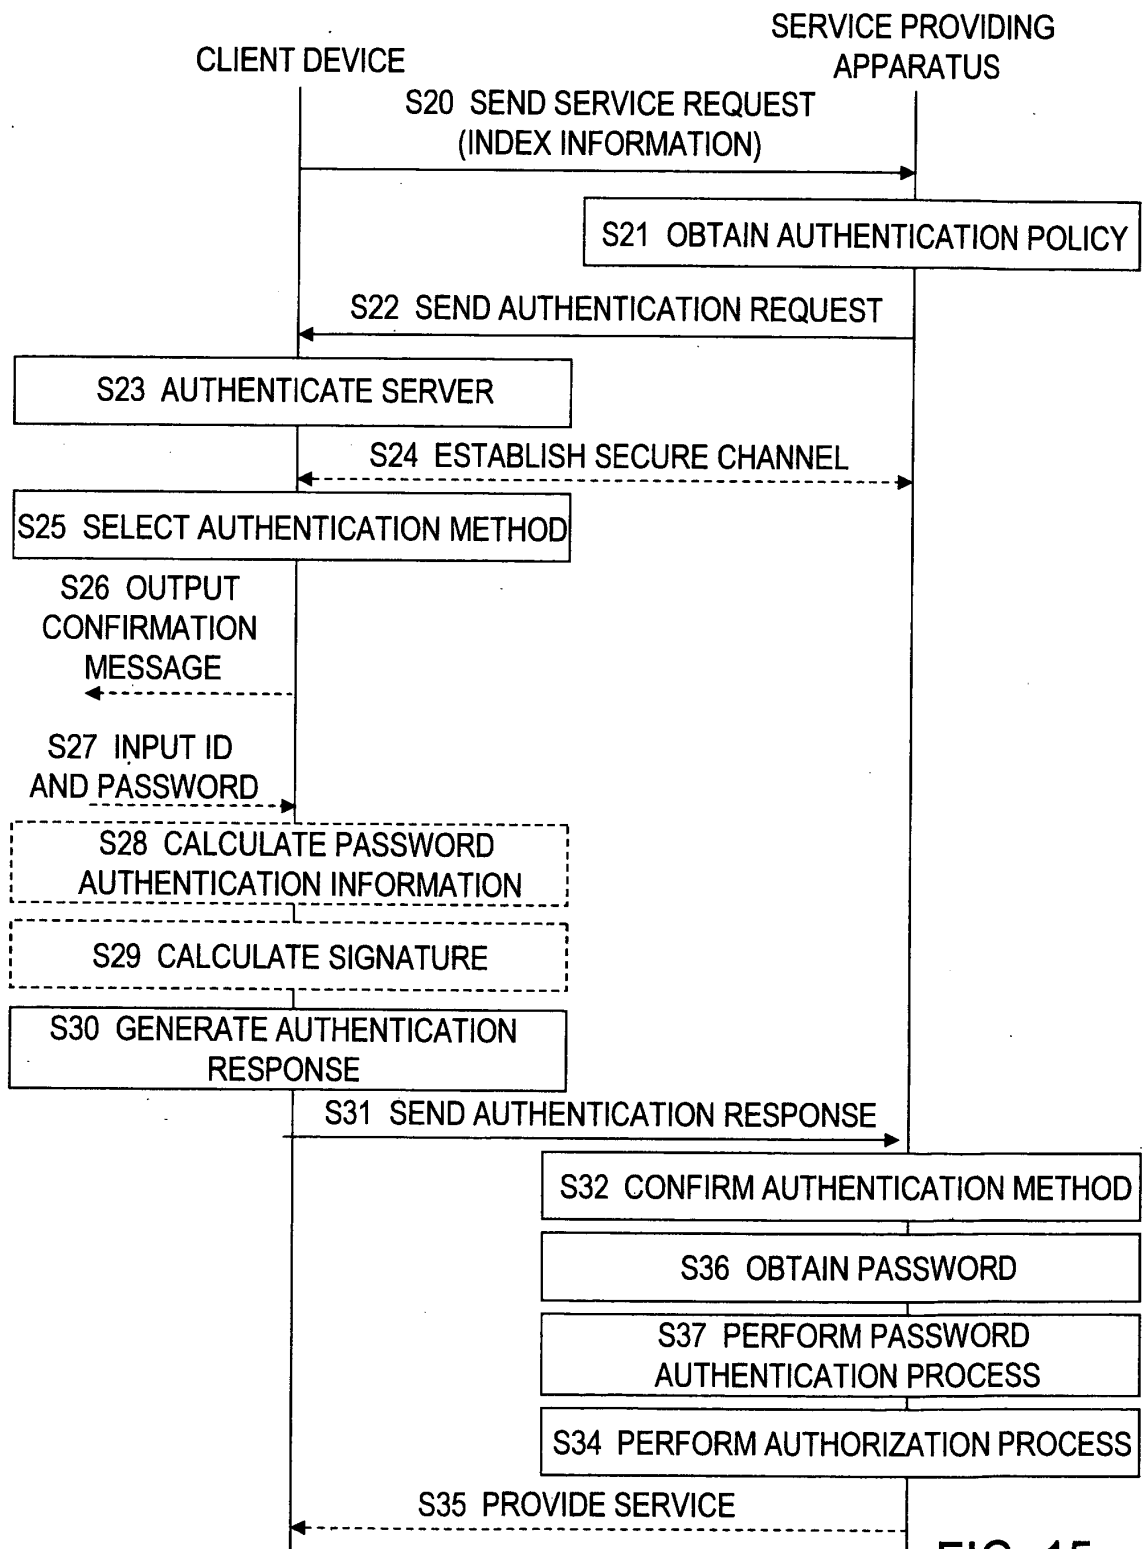 CLIENT DEVICE
SERVICE PROVIDING
APPARATUS
S20 SEND SERVICE REQUEST
(INDEX INFORMATION)
S21 OBTAIN AUTHENTICATION POLICY
S22 SEND AUTHENTICATION REQUEST
S23 AUTHENTICATE SERVER
S24 ESTABLISH SECURE CHANNEL
S25 SELECT AUTHENTICATION METHOD
S26 OUTPUT
CONFIRMATION
MESSAGE
S27 INPUT ID
AND PASSWORD
S28 CALCULATE PASSWORD
AUTHENTICATION INFORMATION
S29 CALCULATE SIGNATURE
S30 GENERATE AUTHENTICATION
RESPONSE
S31 SEND AUTHENTICATION RESPONSE
S32 CONFIRM AUTHENTICATION METHOD
S36 OBTAIN PASSWORD
S37 PERFORM PASSWORD
AUTHENTICATION PROCESS
S34 PERFORM AUTHORIZATION PROCESS
S35 PROVIDE SERVICE
FIG. 15